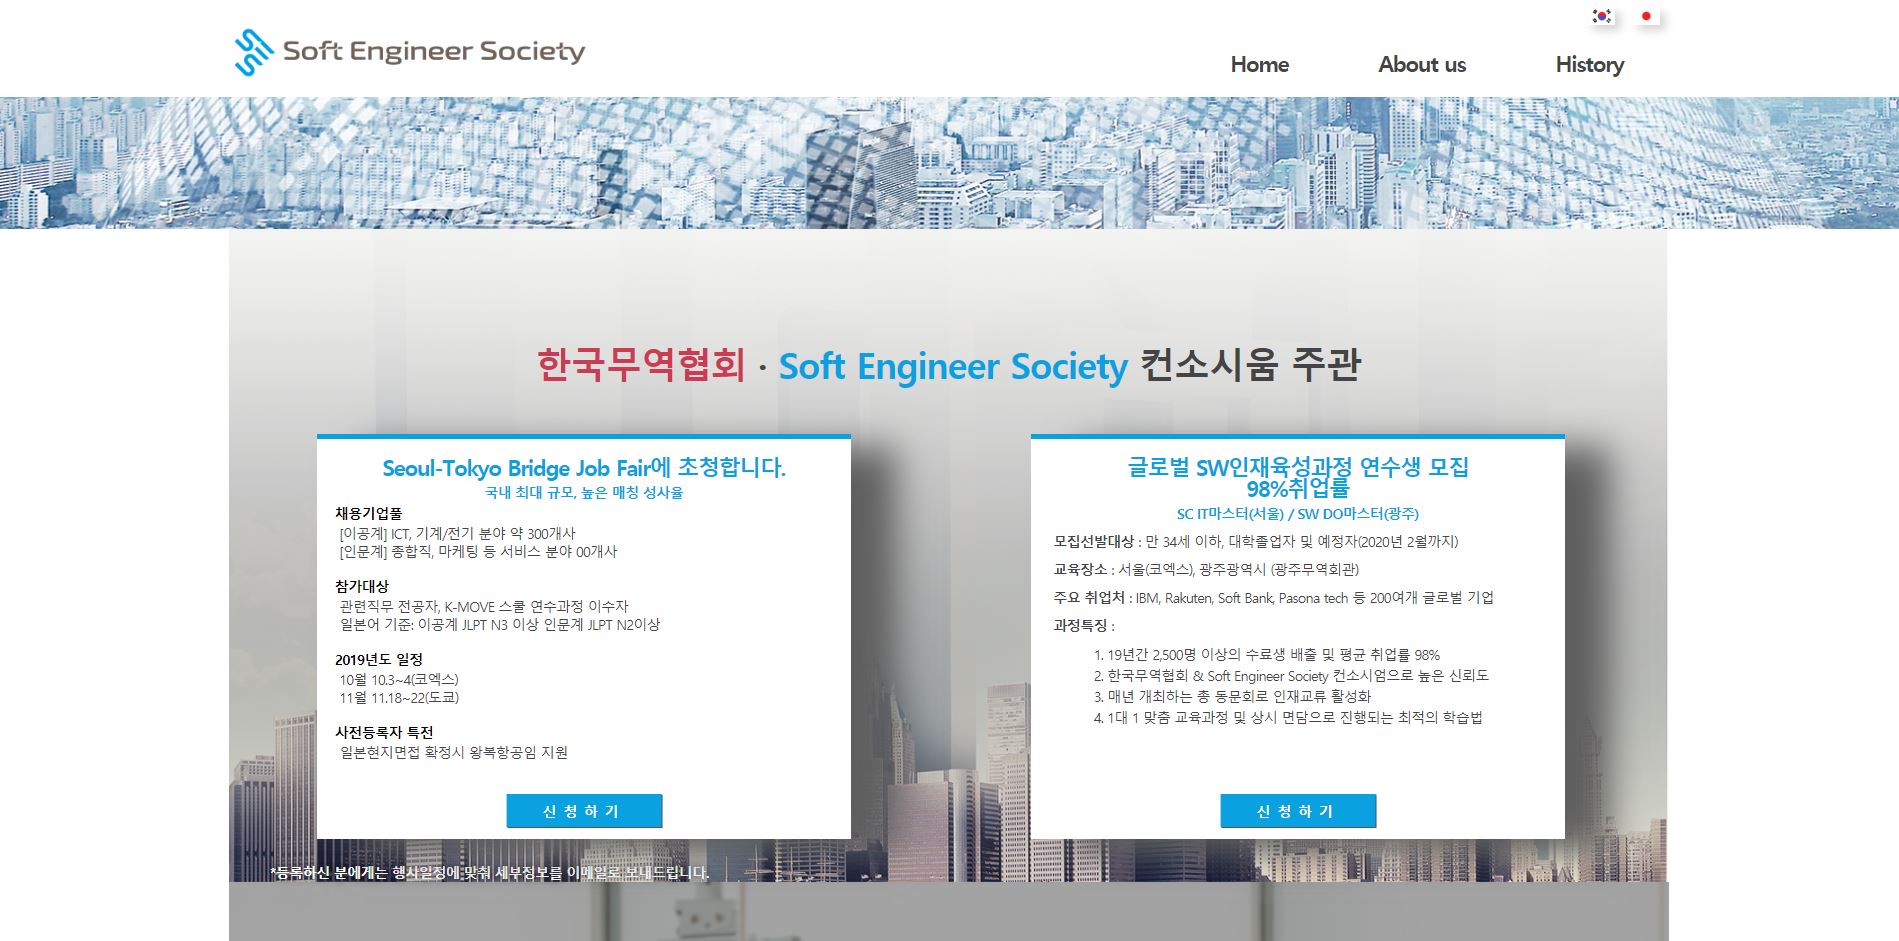 Soft Engineer Society
Home About us History
한국무역협회 · Soft Engineer Society 컨소시움 주관
Seoul-Tokyo Bridge Job Fair에 초청합니다.
국내 최대 규모, 높은 매칭 성사율
채용기업풀
[이공계] ICT, 기계/전기 분야 약 300개사
[인문계] 종합직, 마케팅 등 서비스 분야 00개사
참가대상
관련직무 전공자, K-MOVE 스쿨 연수과정 이수자
일본어 기준: 이공계 JLPT N3 이상 인문계 JLPT N2이상
2019년도 일정
10월 10.3~4(코엑스)
11월 11.18~22(도쿄)
사전등록자 특전
일본현지면접 확정시 왕복항공임 지원
신 청 하 기
글로벌 SW인재육성과정 연수생 모집
98%취업률
SC IT마스터(서울) / SW DO마스터(광주)
모집선발대상 : 만 34세 이하, 대학졸업자 및 예정자(2020년 2월까지)
교육장소 : 서울(코엑스), 광주광역시 (광주무역회관)
주요 취업처 : IBM, Rakuten, Soft Bank, Pasona tech 등 200여개 글로벌 기업
과정특징 :
1. 19년간 2,500명 이상의 수료생 배출 및 평균 취업률 98%
2. 한국무역협회 & Soft Engineer Society 컨소시엄으로 높은 신뢰도
3. 매년 개최하는 총 동문회로 인재교류 활성화
4. 1대 1 맞춤 교육과정 및 상시 면담으로 진행되는 최적의 학습법
신 청 하 기
*등록하신 분에게는 행사일정에 맞춰 세부정보를 이메일로 보내드립니다.